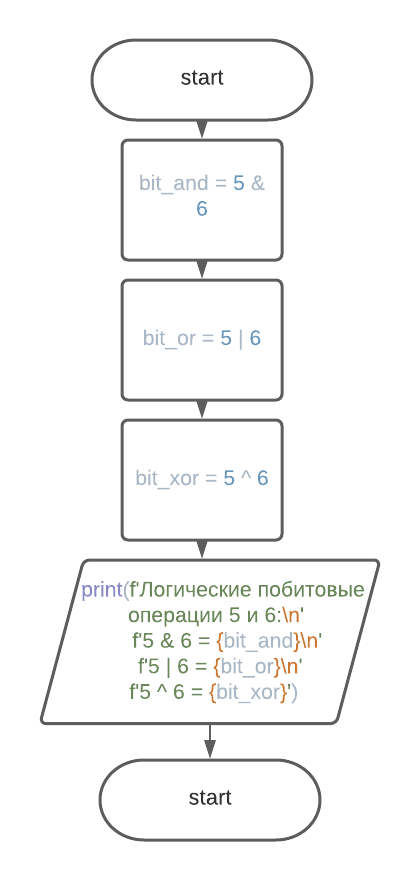 start
bit_and = 5 &
6
bit_or = 5 | 6
bit_xor = 5 ^ 6
print(f'Логические побитовые
операции 5 и 6:\n'
f'5 & 6 = {bit_and}\n'
f'5 | 6 = {bit_or}\n'
f'5 ^ 6 = {bit_xor}')
start